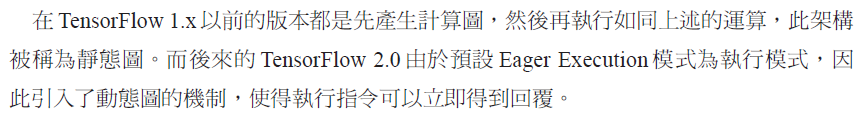 在 TensorFlow 1.x 以前的版本都是先產生計算圖，然後再執行如同上述的運算，此架構
被稱為靜態圖。而後來的 TensorFlow 2.0 由於預設 Eager Execution 模式為執行模式，因
此引入了動態圖的機制，使得執行指令可以立即得到回覆。